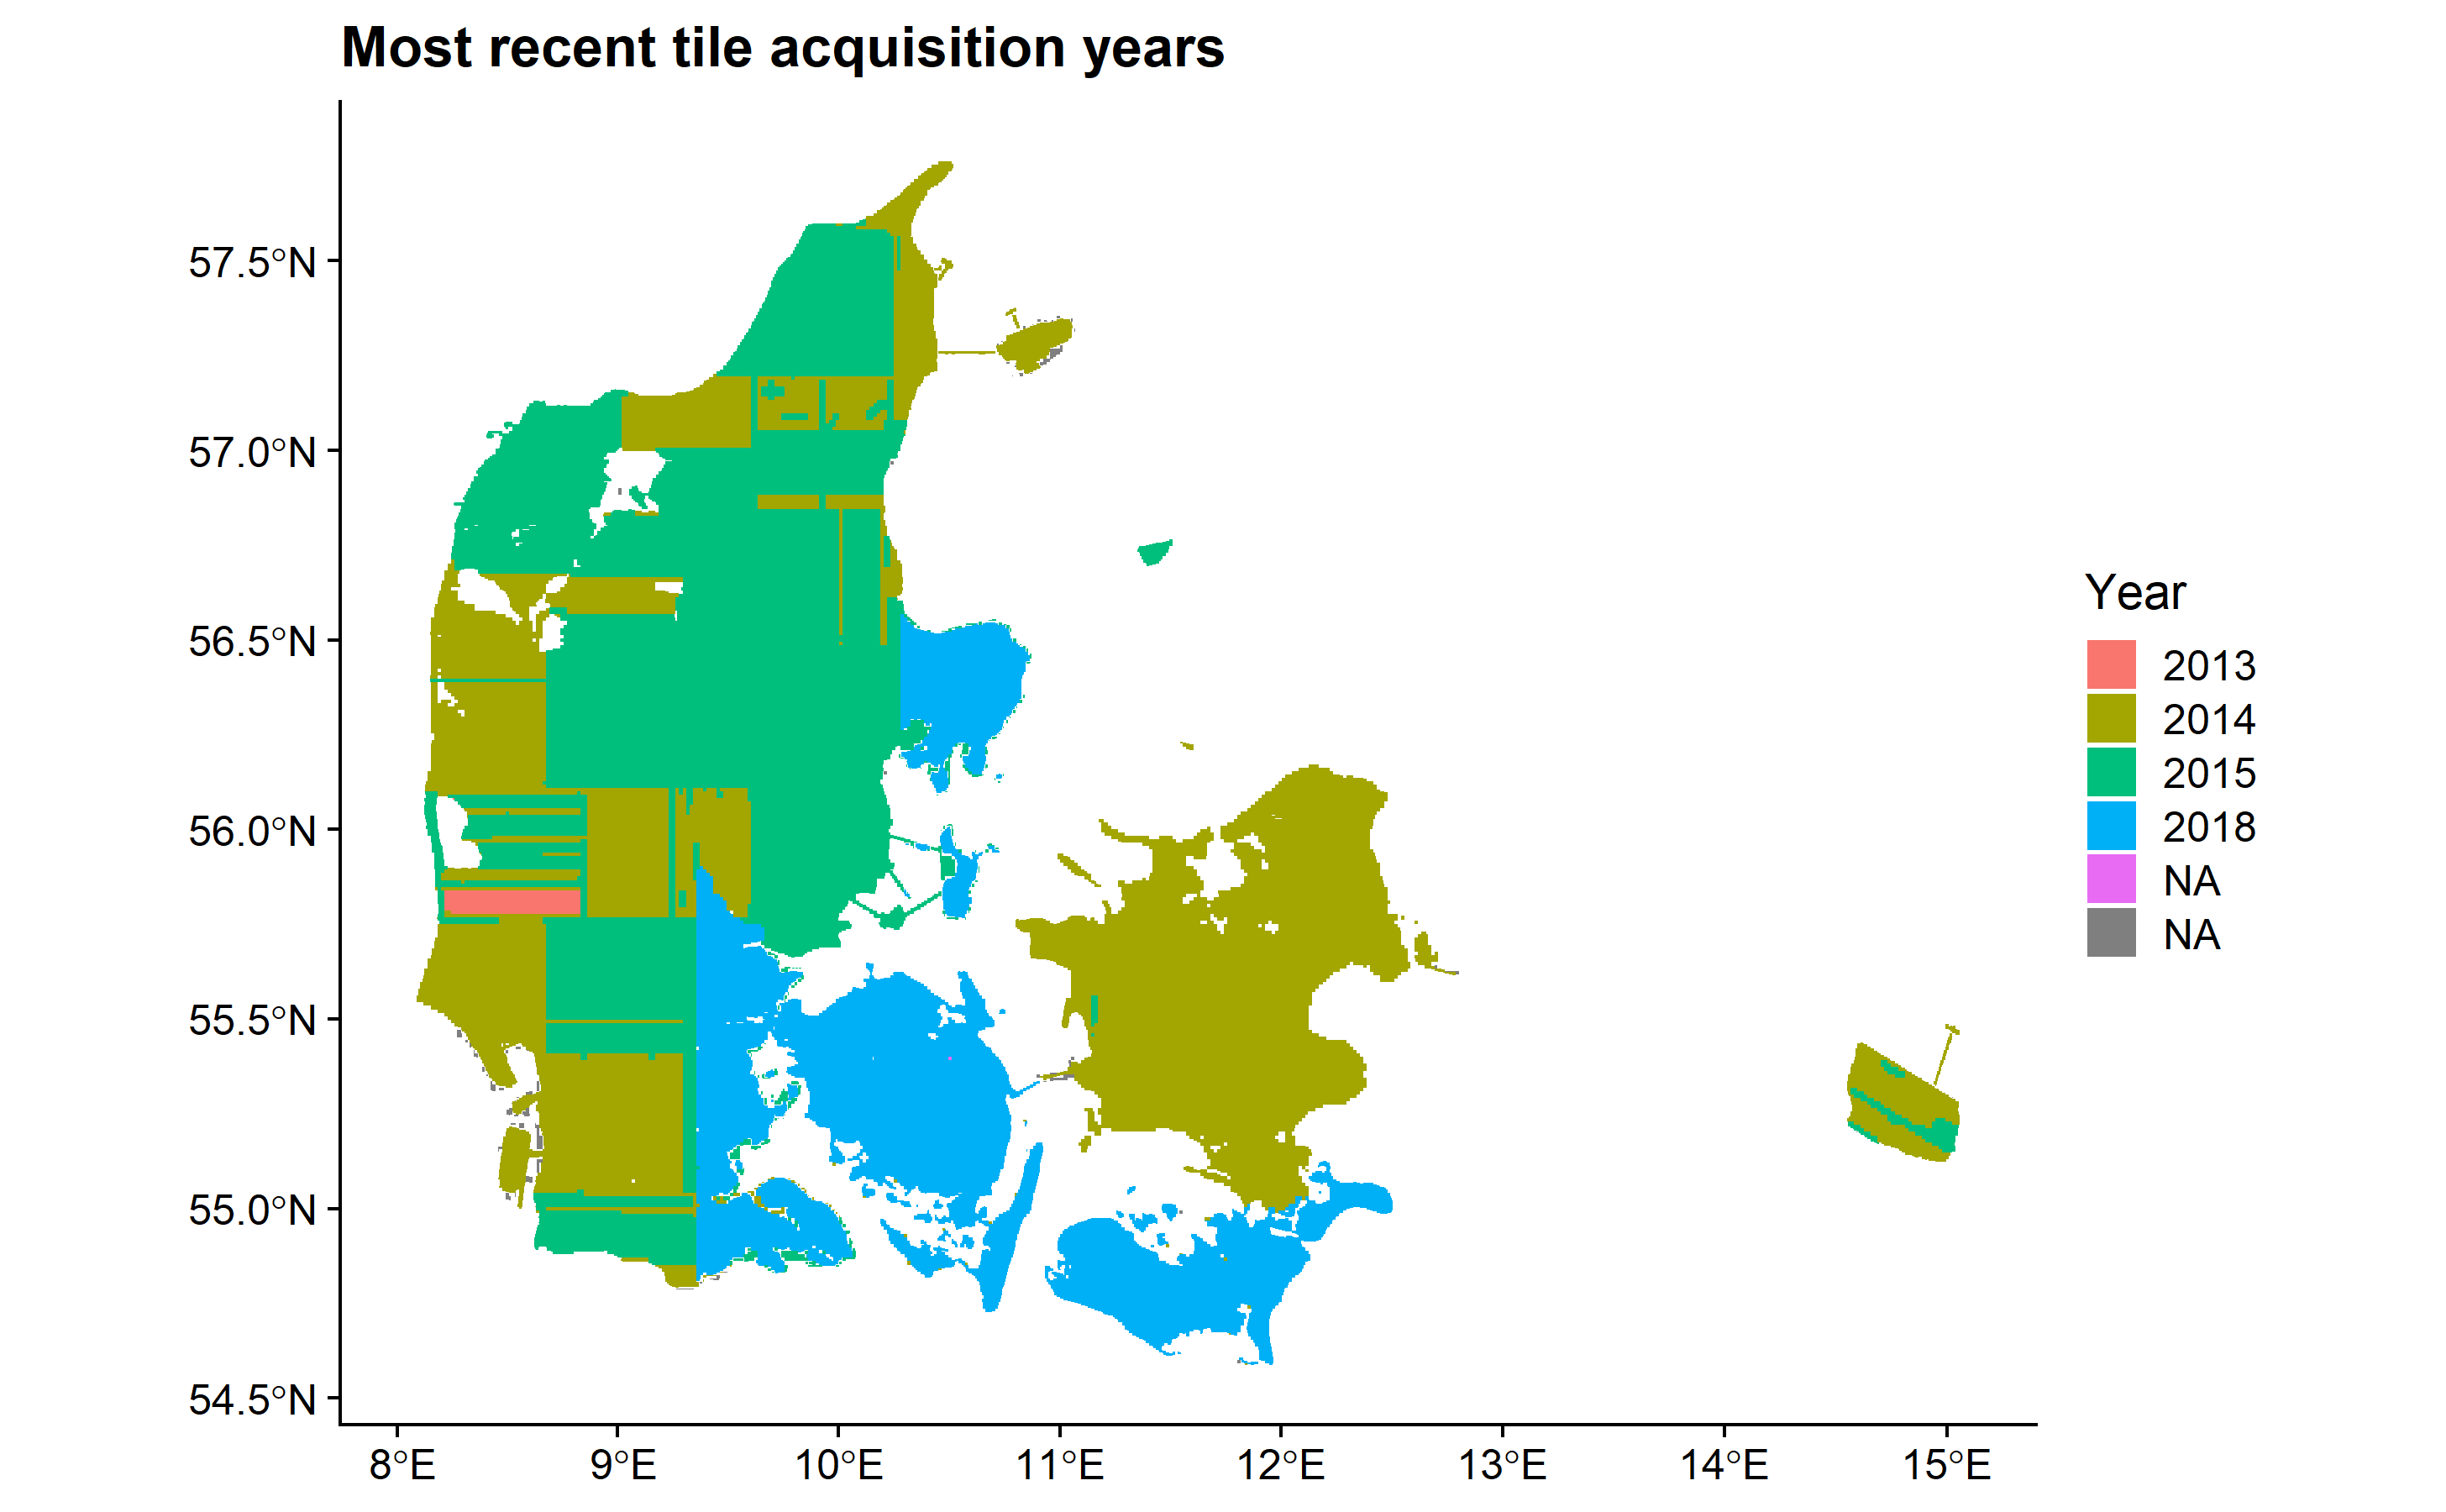 Most recent tile acquisition years
57.5°N
57.0°N
56.5°N
56.0°N
55.5°N
55.0°N
54.5°N
8°E 9°E 10°E 11°E 12°E 13°E 14°E 15°E
Year
2013
2014
2015
2018
NA
NA